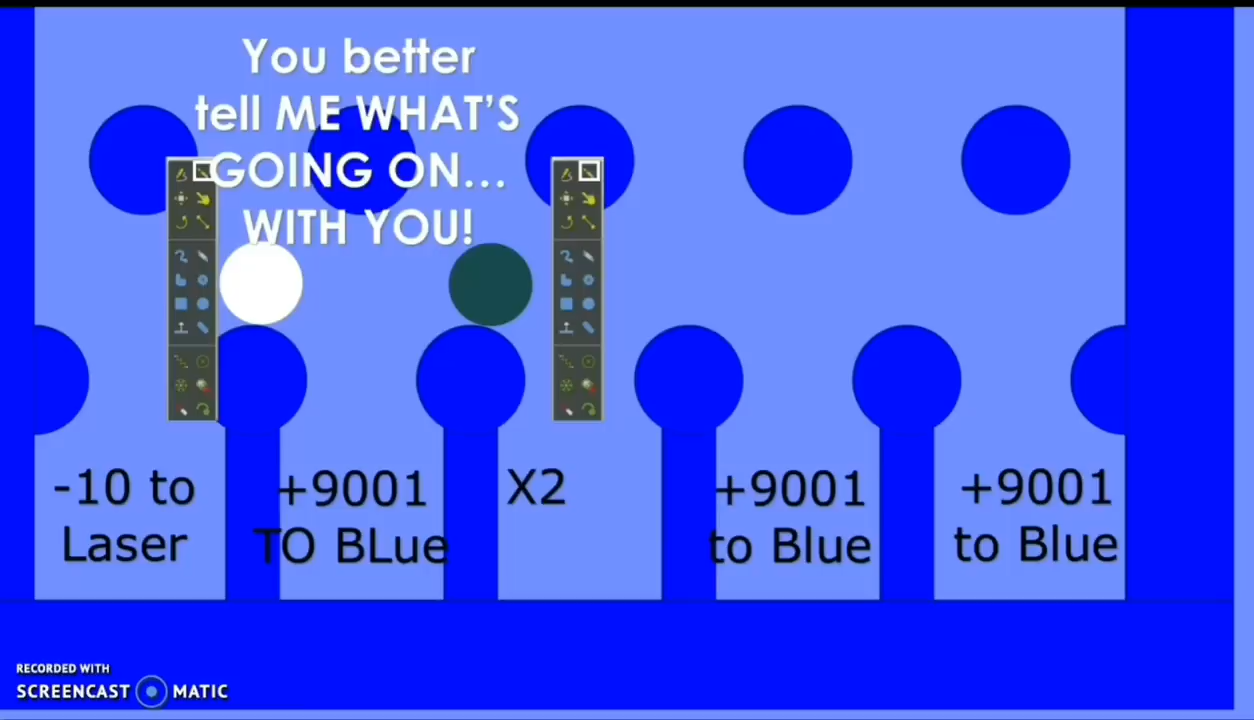 You better
tell ME WHAT'S
GOING ON...
WITH YOU!
-10 to
Laser
+9001
TO BLue
X2
+9001
to Blue
+9001
to Blue
RECORDED WITH
SCREENCAST MATIC